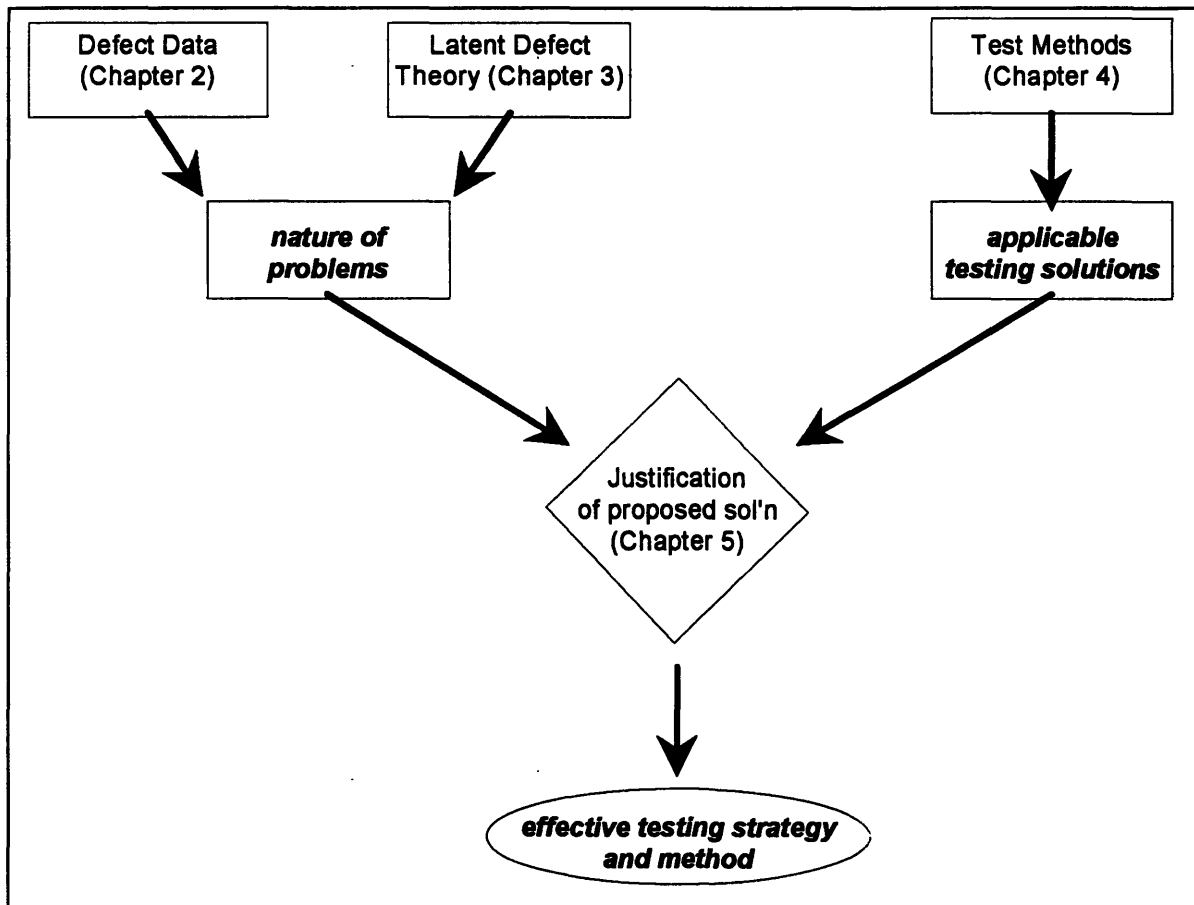 Defect Data
(Chapter 2)
Latent Defect
Theory (Chapter 3)
Test Methods
(Chapter 4)
nature of
problems
applicable
testing solutions
Justification
of proposed sol'n
(Chapter 5)
effective testing strategy
and method